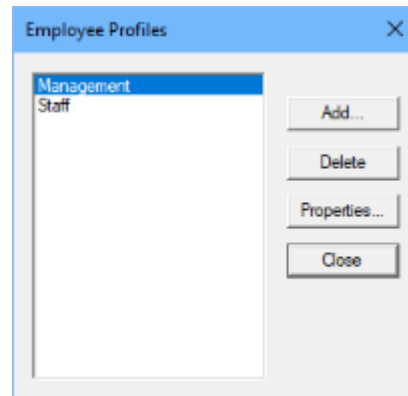 Employee Profiles
Management
Staff
Add...
Delete
Properties...
Close